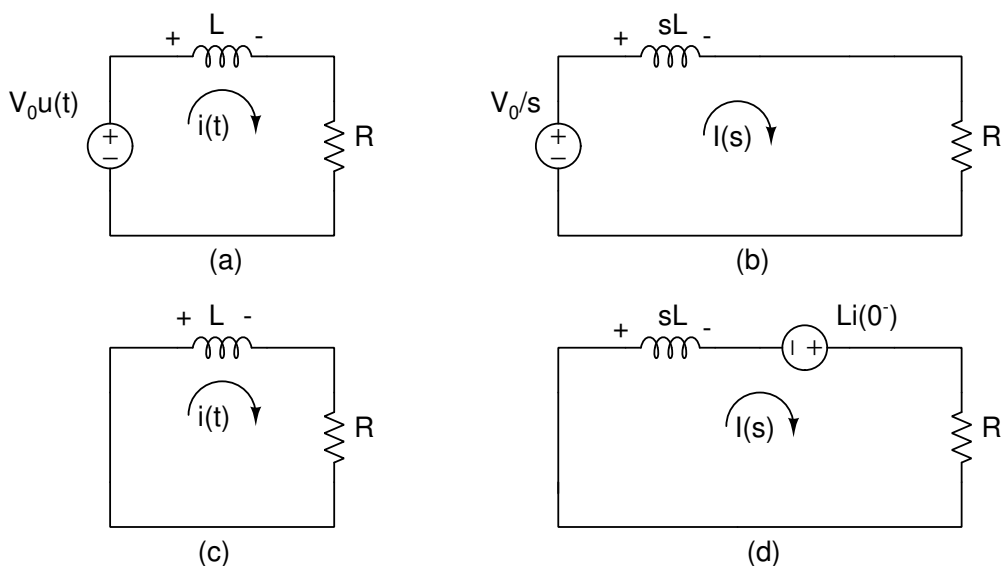 + L -
V₀u(t)
+
−
i(t)
R
(a)
+ sL -
V₀/s
+
−
I(s)
R
(b)
+ L -
i(t)
R
(c)
+ sL -
Li(0⁻)
− +
I(s)
R
(d)